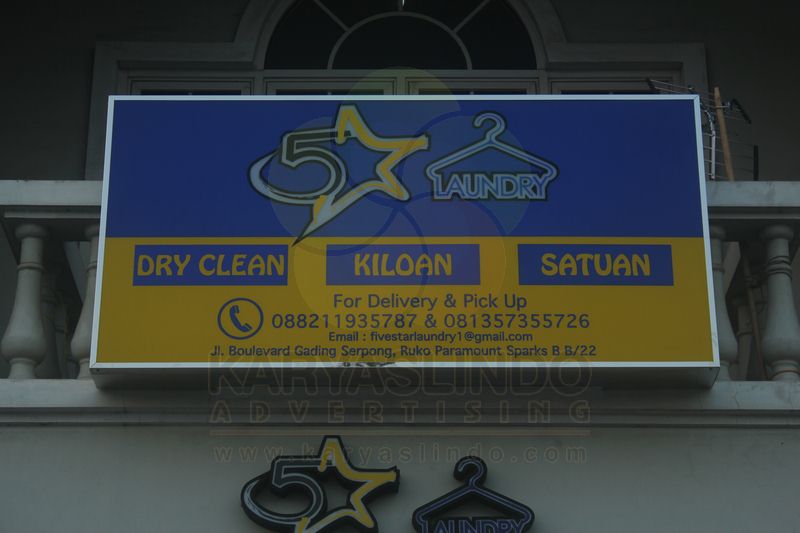 5
LAUNDRY
DRY CLEAN KILOAN SATUAN
For Delivery & Pick Up
088211935787 & 081357355726
Email : fivestarlaundry1@gmail.com
Jl. Boulevard Gading Serpong, Ruko Paramount Sparks B B/22
KARYASLINDO
ADVERTISING
www.karyaslindo.com
5
LAUNDRY